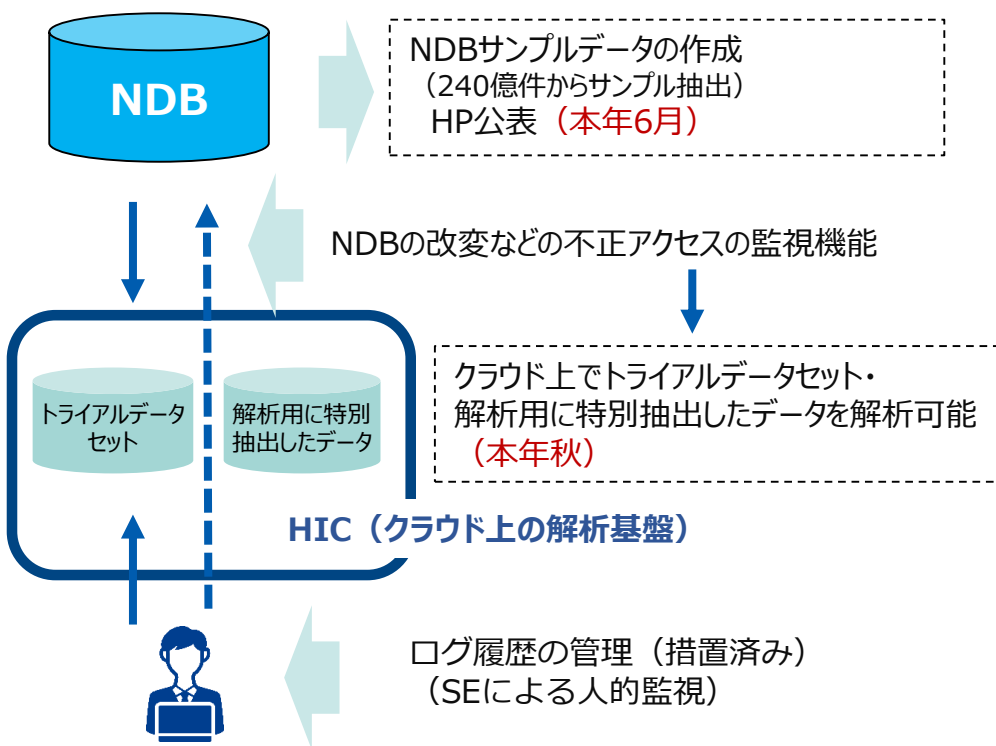 NDB
NDBサンプルデータの作成
（240億件からサンプル抽出）
HP公表（本年6月）
NDBの改変などの不正アクセスの監視機能
トライアルデータ
セット
解析用に特別
抽出したデータ
クラウド上でトライアルデータセット・
解析用に特別抽出したデータを解析可能
（本年秋）
HIC（クラウド上の解析基盤）
ログ履歴の管理（措置済み）
（SEによる人的監視）